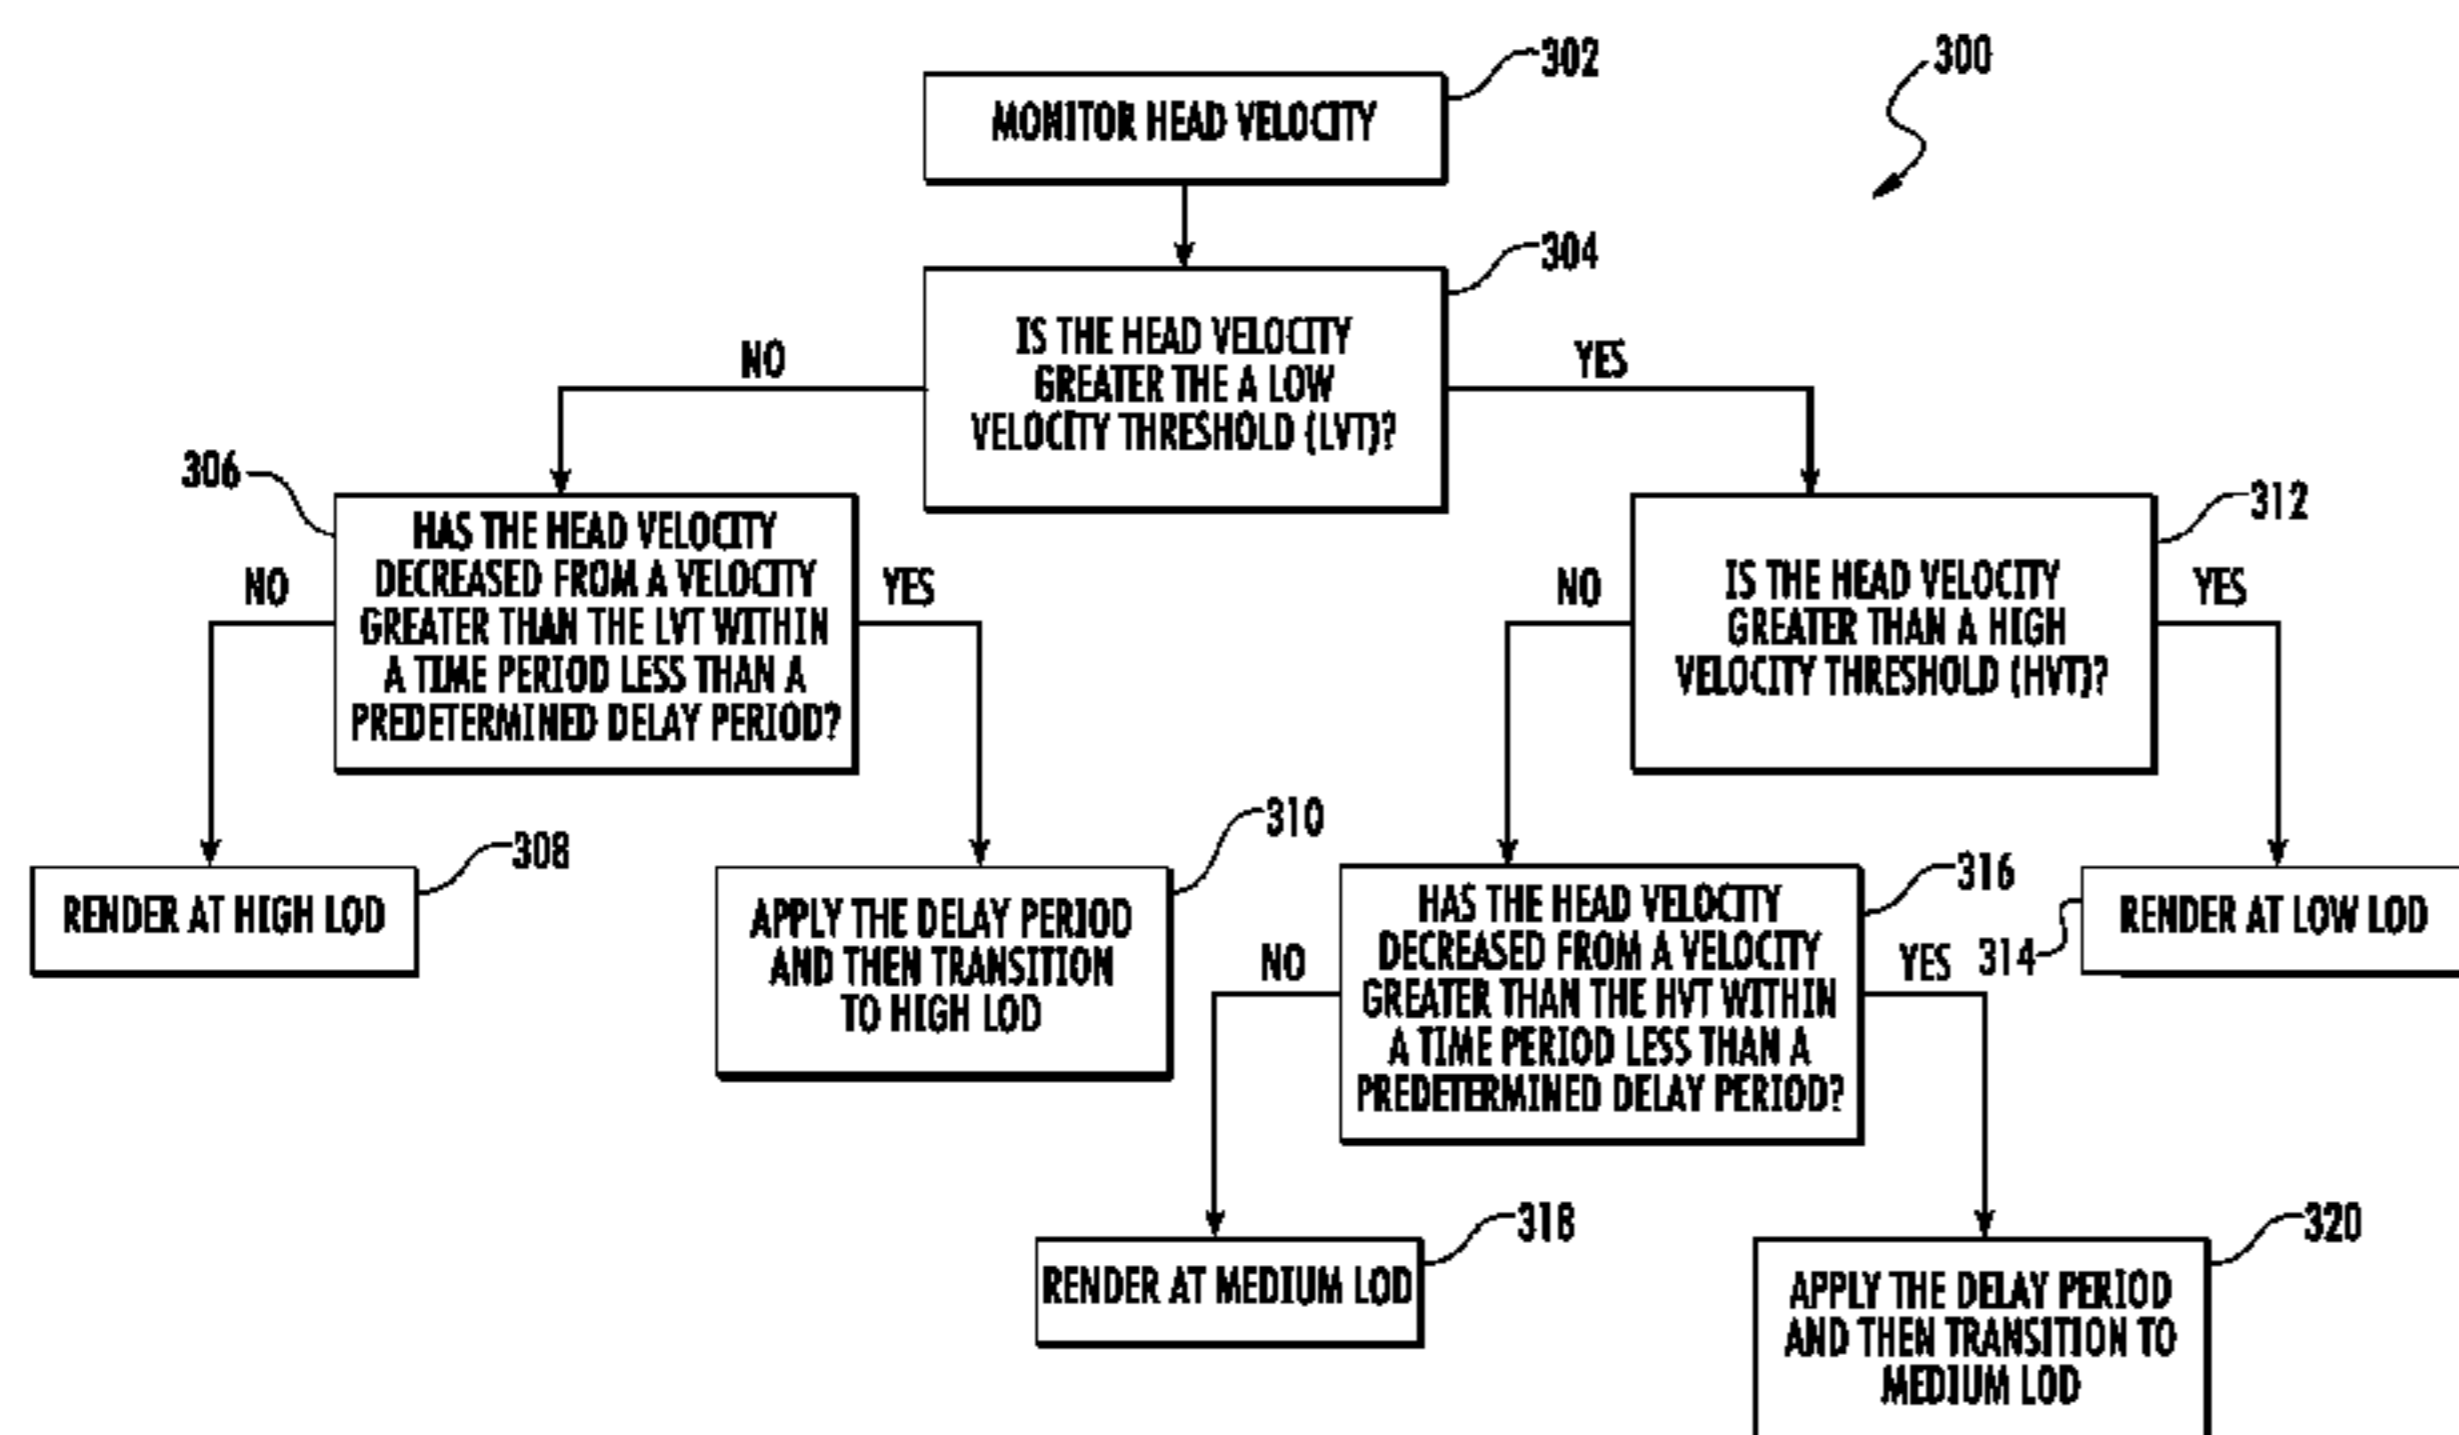 302
300
MONITOR HEAD VELOCITY
304
IS THE HEAD VELOCITY
GREATER THE A LOW
VELOCITY THRESHOLD (LVT)?
NO
YES
306
HAS THE HEAD VELOCITY
DECREASED FROM A VELOCITY
GREATER THAN THE LVT WITHIN
A TIME PERIOD LESS THAN A
PREDETERMINED DELAY PERIOD?
NO
YES
312
IS THE HEAD VELOCITY
GREATER THAN A HIGH
VELOCITY THRESHOLD (HVT)?
NO
YES
308
RENDER AT HIGH LOD
310
APPLY THE DELAY PERIOD
AND THEN TRANSITION
TO HIGH LOD
316
HAS THE HEAD VELOCITY
DECREASED FROM A VELOCITY
GREATER THAN THE HVT WITHIN
A TIME PERIOD LESS THAN A
PREDETERMINED DELAY PERIOD?
NO
YES
314
RENDER AT LOW LOD
318
RENDER AT MEDIUM LOD
320
APPLY THE DELAY PERIOD
AND THEN TRANSITION TO
MEDIUM LOD